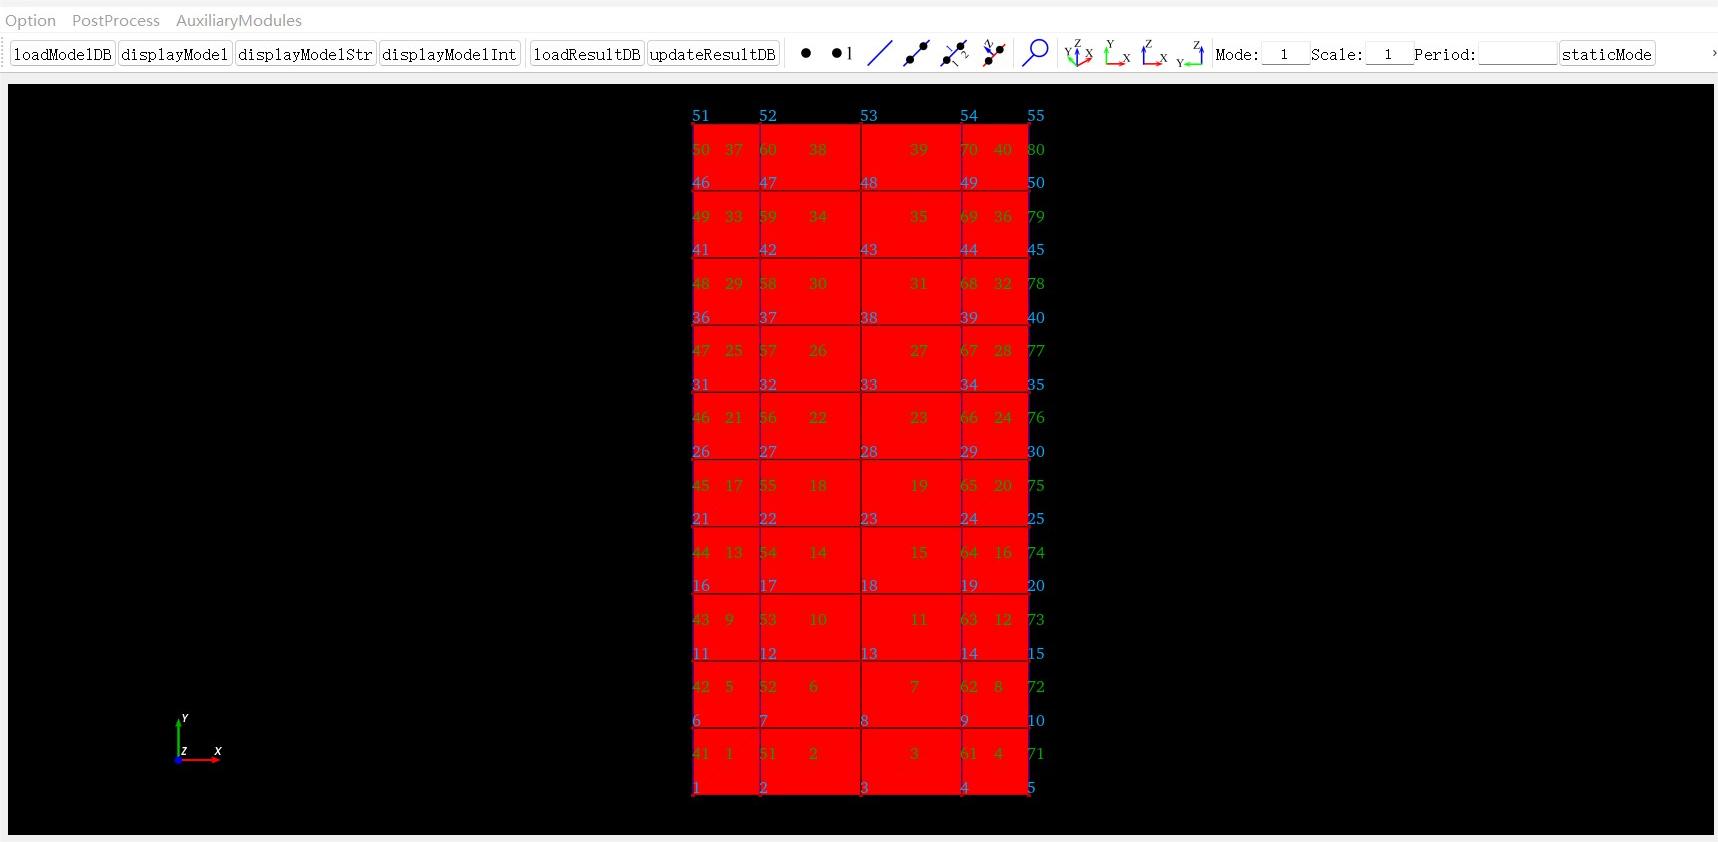 Option PostProcess AuxiliaryModules
loadModelDB displayModel displayModelStr displayModelInt loadResultDB updateResultDB 1 1 2 N Y Z X Y X Z X Z Y Mode: 1 Scale: 1 Period: staticMode ›
51 52 53 54 55
50 37 60 38 39 70 40 80
46 47 48 49 50
49 33 59 34 35 69 36 79
41 42 43 44 45
48 29 58 30 31 68 32 78
36 37 38 39 40
47 25 57 26 27 67 28 77
31 32 33 34 35
46 21 56 22 23 66 24 76
26 27 28 29 30
45 17 55 18 19 65 20 75
21 22 23 24 25
44 13 54 14 15 64 16 74
16 17 18 19 20
43 9 53 10 11 63 12 73
11 12 13 14 15
42 5 52 6 7 62 8 72
6 7 8 9 10
41 1 51 2 3 61 4 71
1 2 3 4 5
Y
Z X